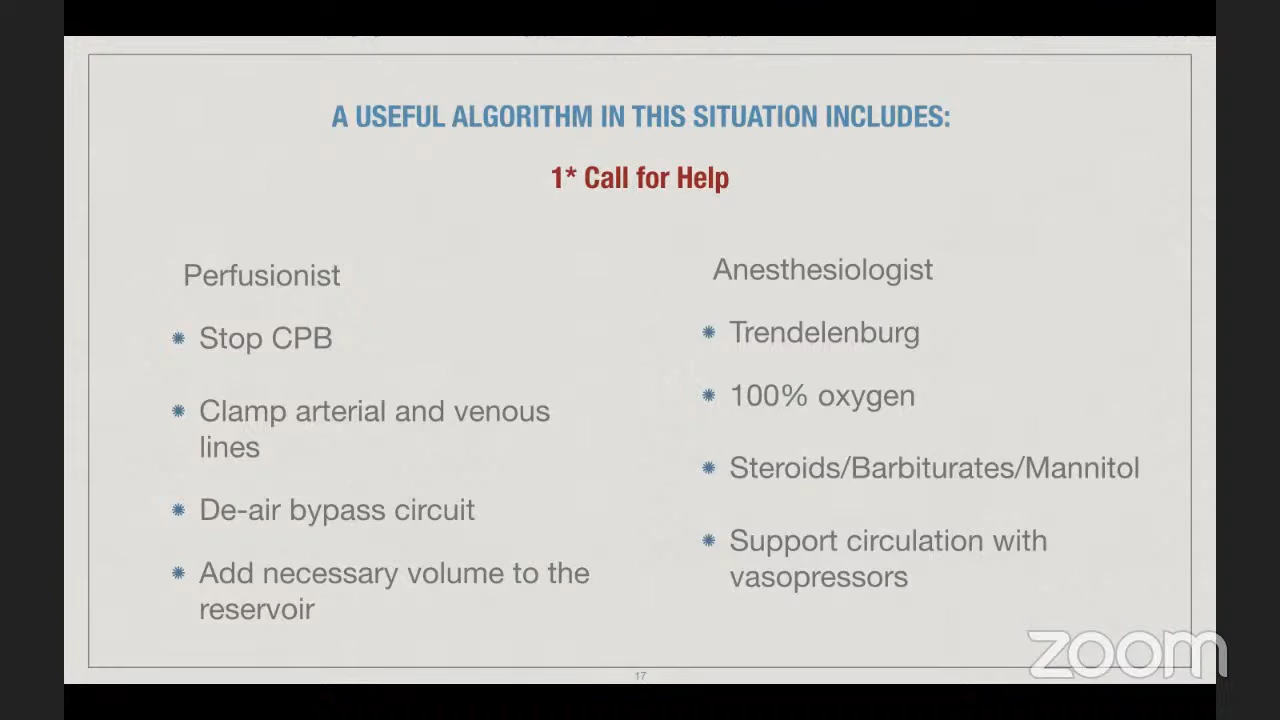 A USEFUL ALGORITHM IN THIS SITUATION INCLUDES:
1* Call for Help
Perfusionist
Stop CPB
Clamp arterial and venous
lines
De-air bypass circuit
Add necessary volume to the
reservoir
Anesthesiologist
Trendelenburg
100% oxygen
Steroids/Barbiturates/Mannitol
Support circulation with
vasopressors
zoom
17